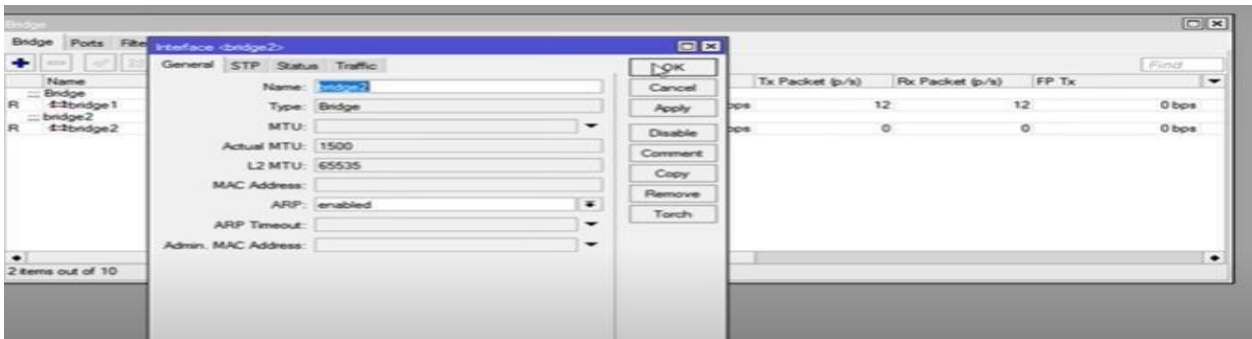 Bridge
Bridge Ports Filte
Find
Name Tx Packet (p/s) Rx Packet (p/s) FP Tx
::: Bridge
R bridge1 bps 12 12 0 bps
::: bridge2
R bridge2 bps 0 0 0 bps
2 items out of 10
Interface <bridge2>
General STP Status Traffic
Name: bridge2
Type: Bridge
MTU:
Actual MTU: 1500
L2 MTU: 65535
MAC Address:
ARP: enabled
ARP Timeout:
Admin. MAC Address:
OK
Cancel
Apply
Disable
Comment
Copy
Remove
Torch